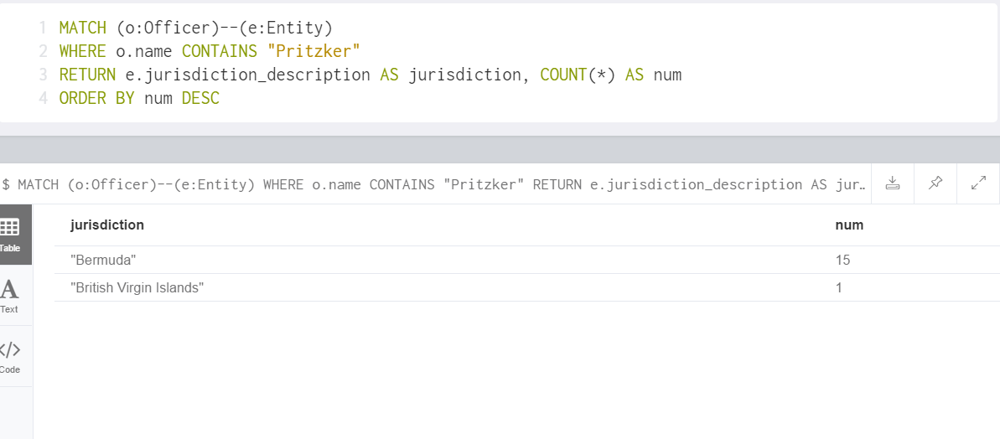 1 MATCH (o:Officer)--(e:Entity)
2 WHERE o.name CONTAINS "Pritzker"
3 RETURN e.jurisdiction_description AS jurisdiction, COUNT(*) AS num
4 ORDER BY num DESC
$ MATCH (o:Officer)--(e:Entity) WHERE o.name CONTAINS "Pritzker" RETURN e.jurisdiction_description AS jur…
jurisdiction num
"Bermuda" 15
"British Virgin Islands" 1
Table
A
Text
</>
Code